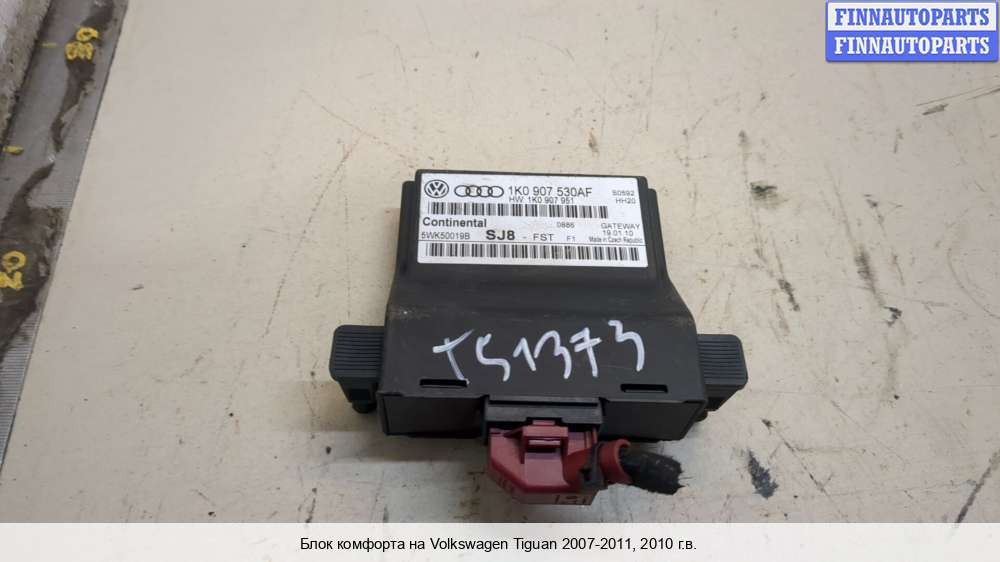 FINNAUTOPARTS
FINNAUTOPARTS
1K0 907 530AF
S0692
HW: 1K0 907 951
HH20
Continental
0886
GATEWAY
5WK50019B
SJ8 - FST F1
19.01.10
Made in Czech Republic
TS1373
Блок комфорта на Volkswagen Tiguan 2007-2011, 2010 г.в.